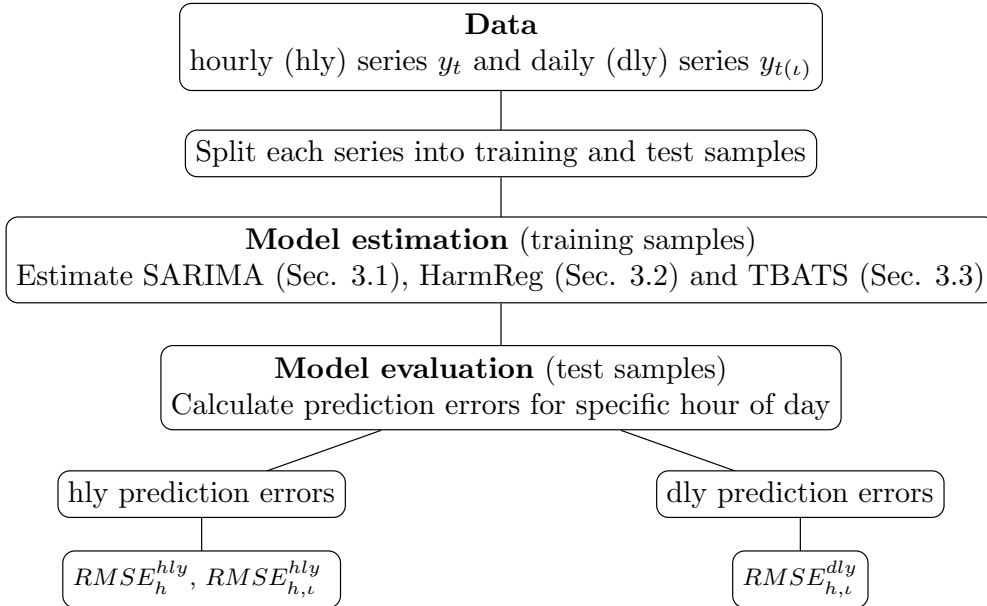 Data
hourly (hly) series y_t and daily (dly) series y_{t(ι)}
Split each series into training and test samples
Model estimation (training samples)
Estimate SARIMA (Sec. 3.1), HarmReg (Sec. 3.2) and TBATS (Sec. 3.3)
Model evaluation (test samples)
Calculate prediction errors for specific hour of day
hly prediction errors
dly prediction errors
RMSE_h^{hly}, RMSE_{h,ι}^{hly}
RMSE_{h,ι}^{dly}